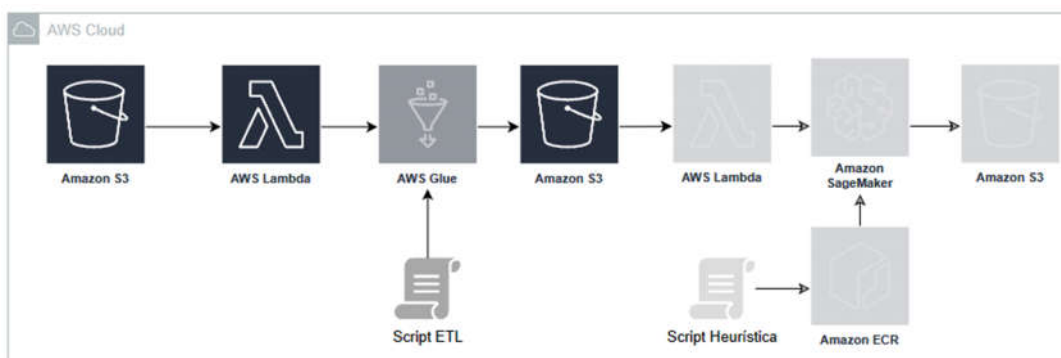 AWS Cloud
Amazon S3
AWS Lambda
AWS Glue
Amazon S3
AWS Lambda
Amazon
SageMaker
Amazon S3
Script ETL
Script Heurística
Amazon ECR